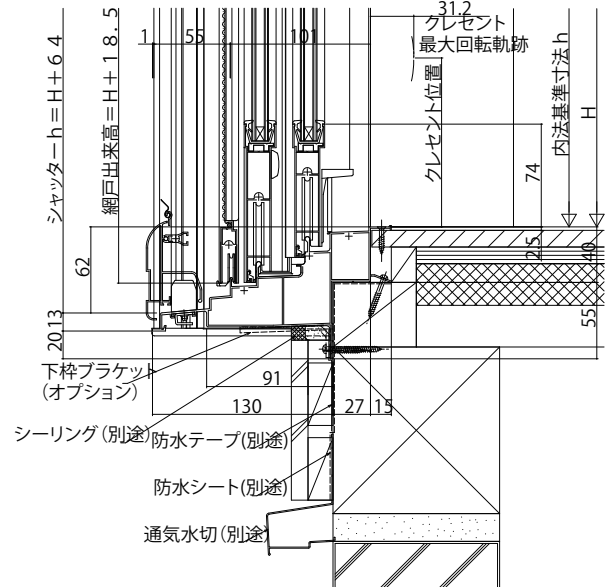 31.2
クレセント
最大回転軌跡
1
55
101
シャッターh＝H＋64
網戸出来高＝H＋18.5
クレセント位置
内法基準寸法h
H
74
2.5
40
62
55
13
20
下枠ブラケット
(オプション)
91
130
27
15
シーリング(別途)
防水テープ(別途)
防水シート(別途)
通気水切(別途)